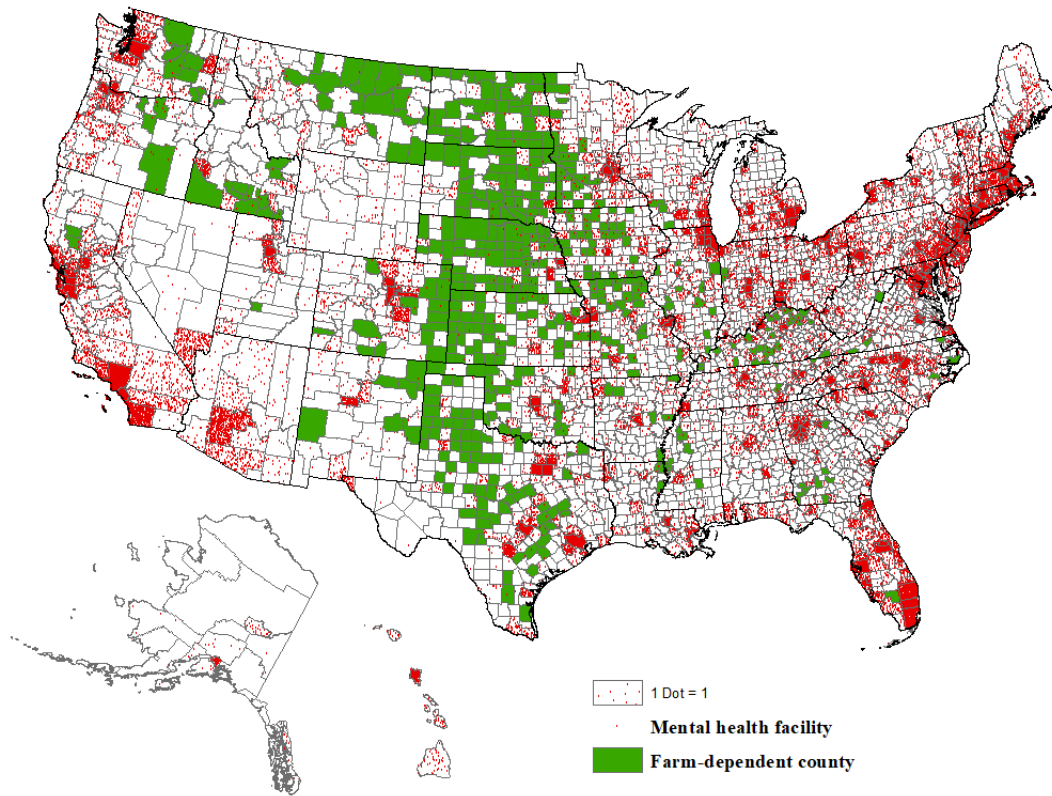 1 Dot = 1
Mental health facility
Farm-dependent county